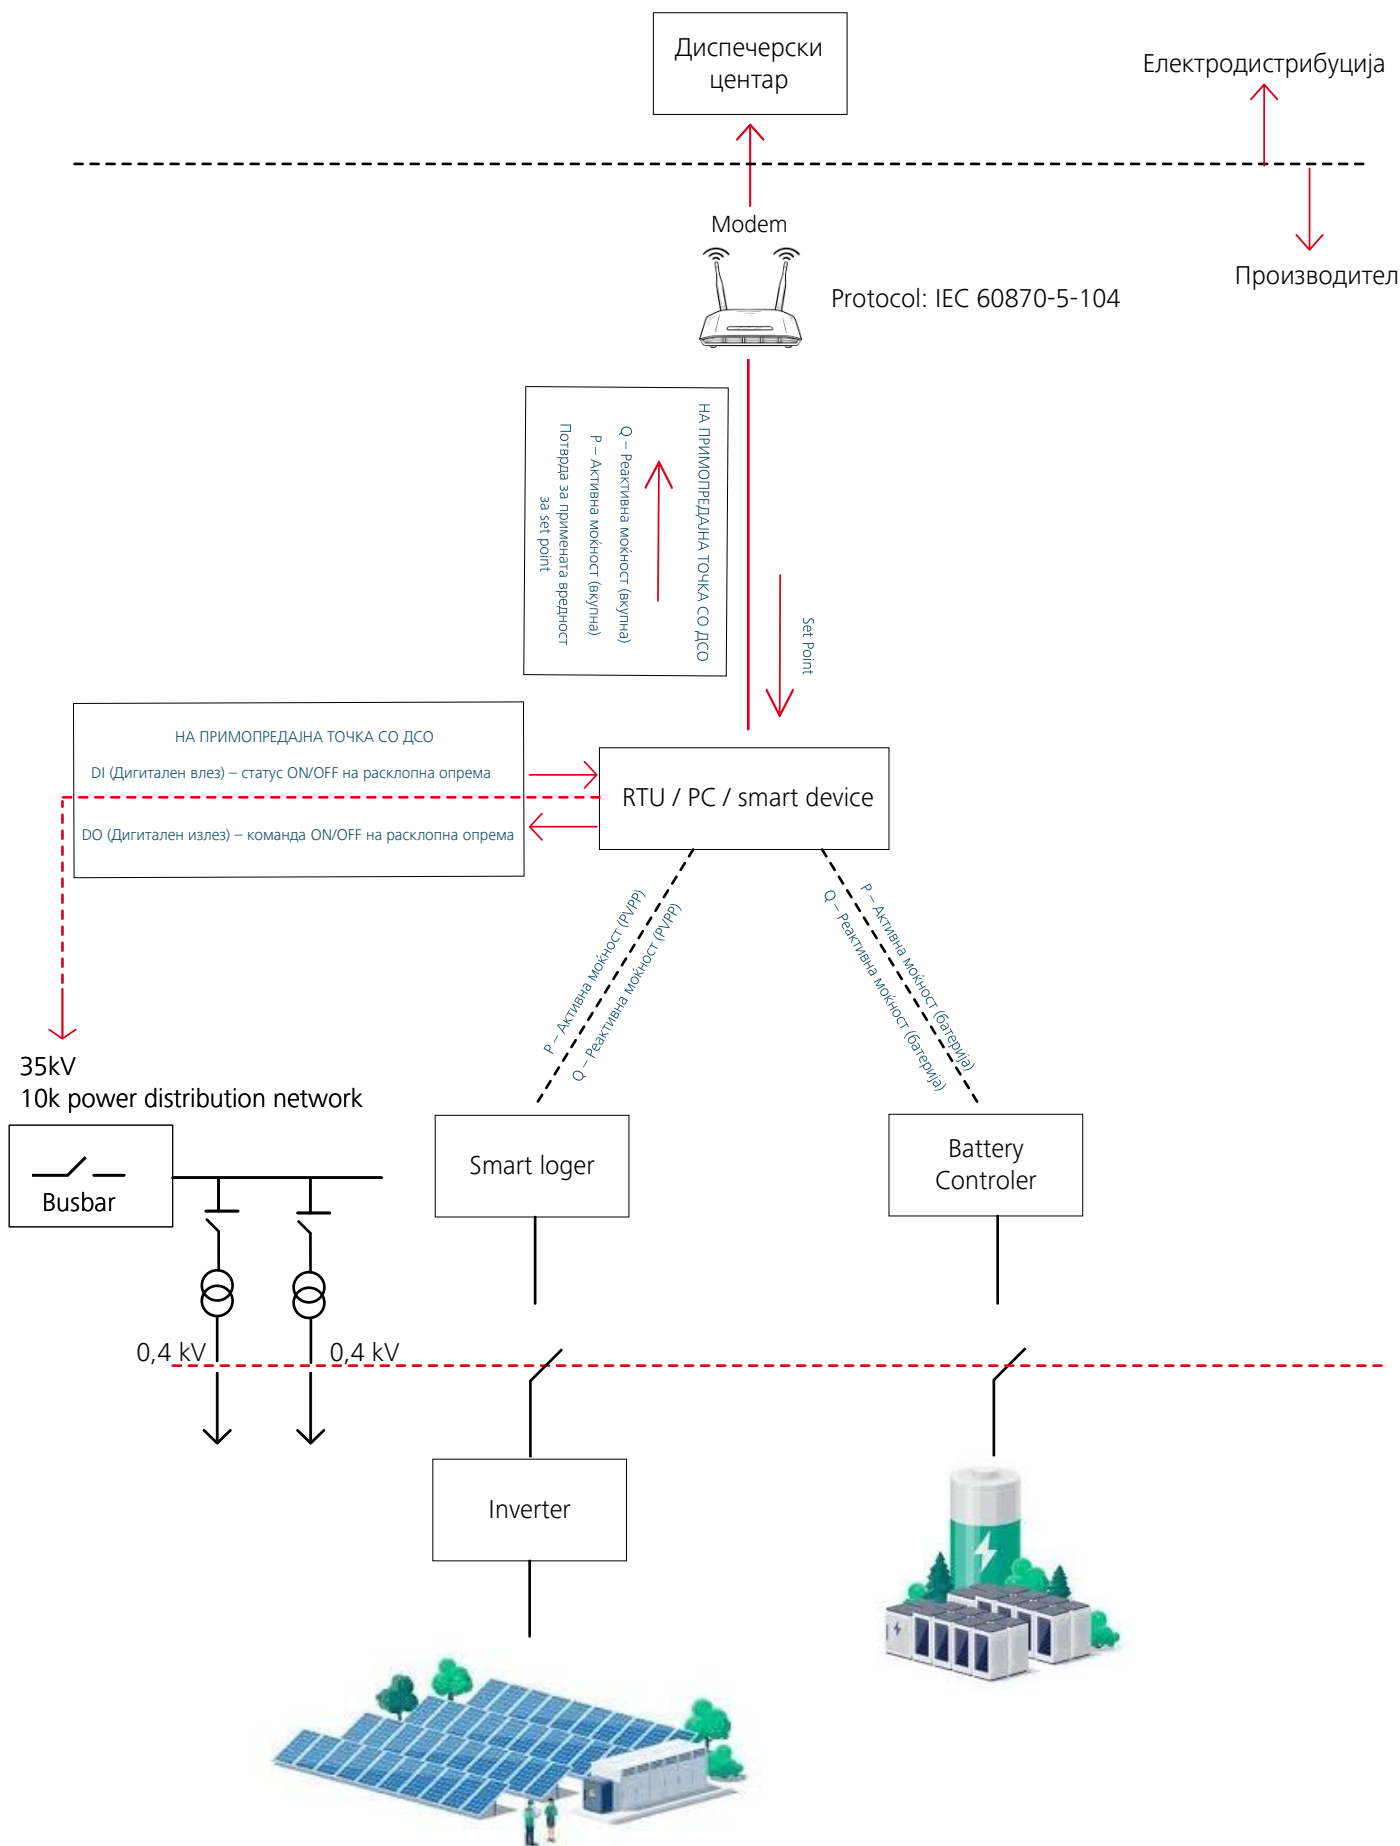 Диспечерски
центар
Електродистрибуција
Производител
Modem
Protocol: IEC 60870-5-104
НА ПРИМОПРЕДАЈНА ТОЧКА СО ДСО
Q – Реактивна моќност (вкупна)
P – Активна моќност (вкупна)
Потврда за примената вредност
за set point
Set Point
НА ПРИМОПРЕДАЈНА ТОЧКА СО ДСО
DI (Дигитален влез) – статус ON/OFF на расклопна опрема
DO (Дигитален излез) – команда ON/OFF на расклопна опрема
RTU / PC / smart device
P – Активна моќност (PVPP)
Q – Реактивна моќност (PVPP)
P – Активна моќност (батерија)
Q – Реактивна моќност (батерија)
35kV
10k power distribution network
Busbar
Smart loger
Battery
Controler
0,4 kV
0,4 kV
Inverter